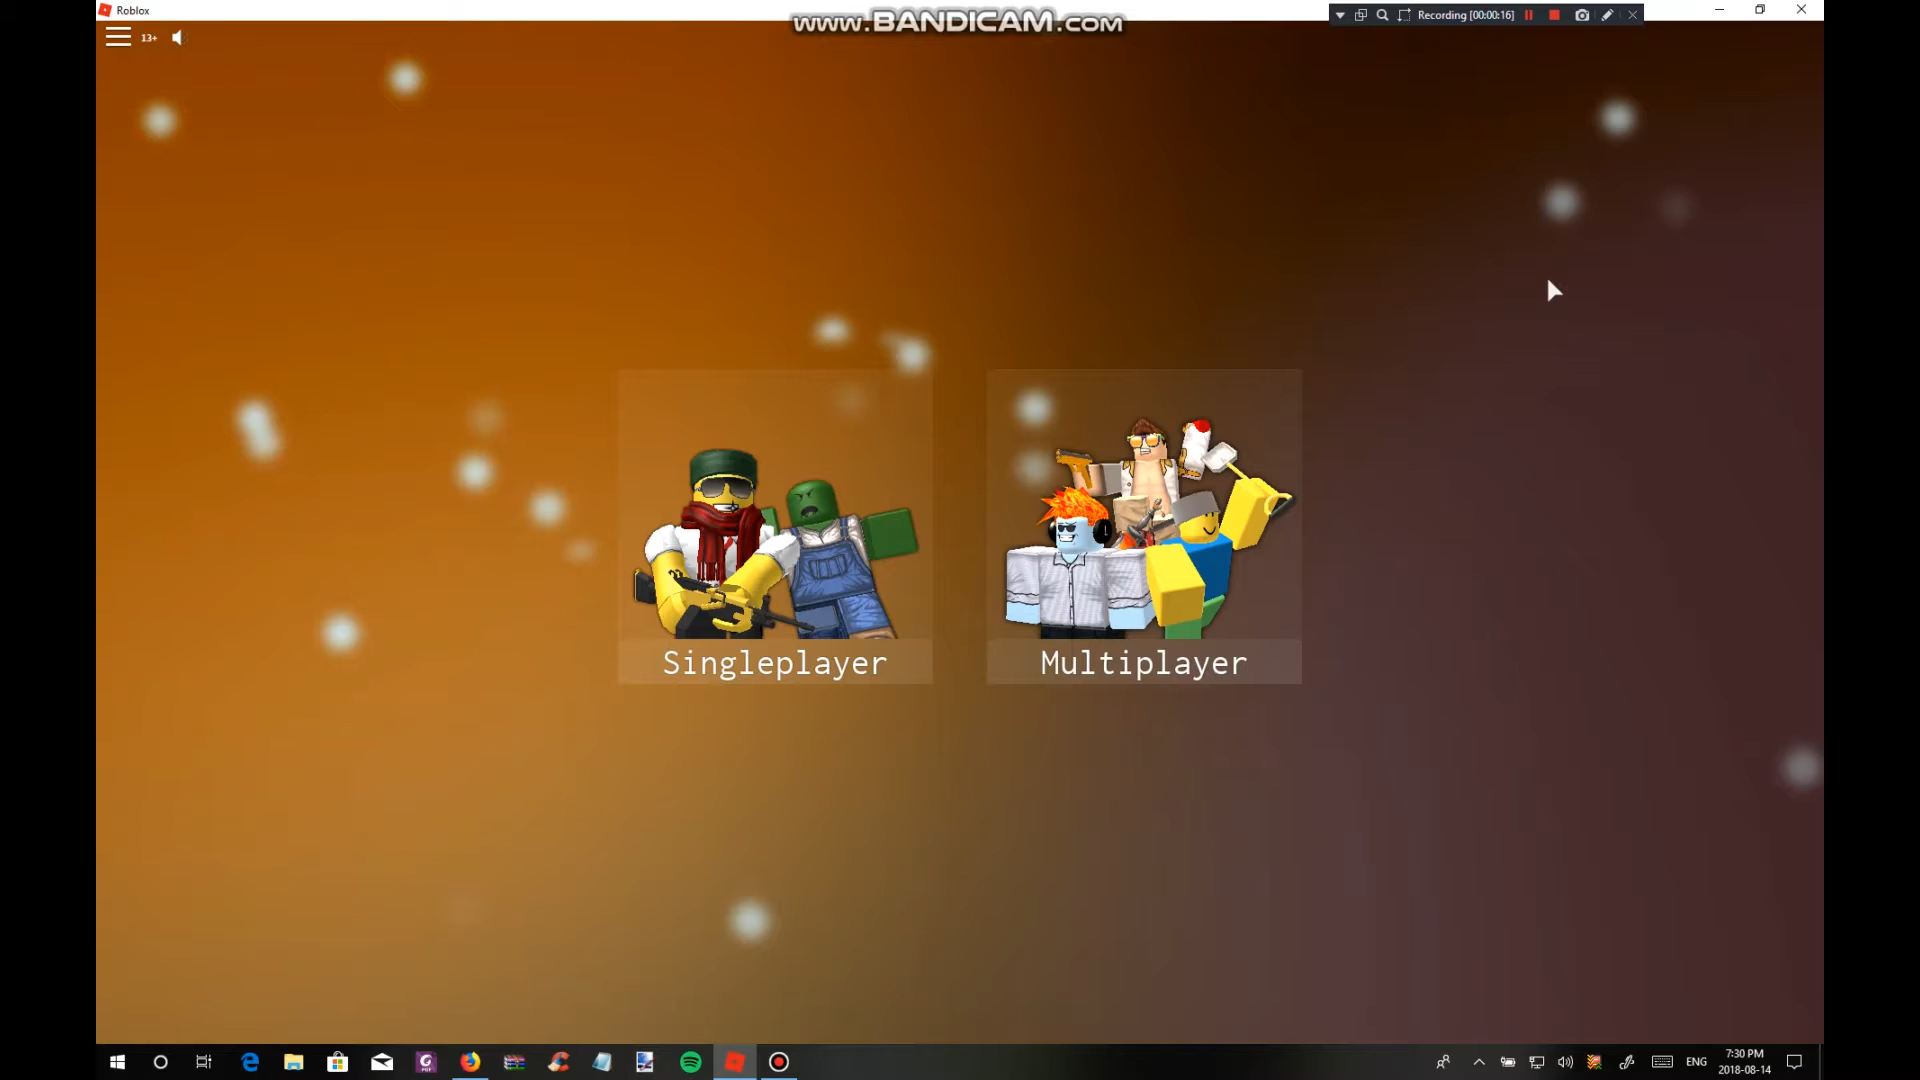 Roblox
www.BANDICAM.com
Recording [00:00:16]
13+
Singleplayer
Multiplayer
ENG
7:30 PM
2018-08-14